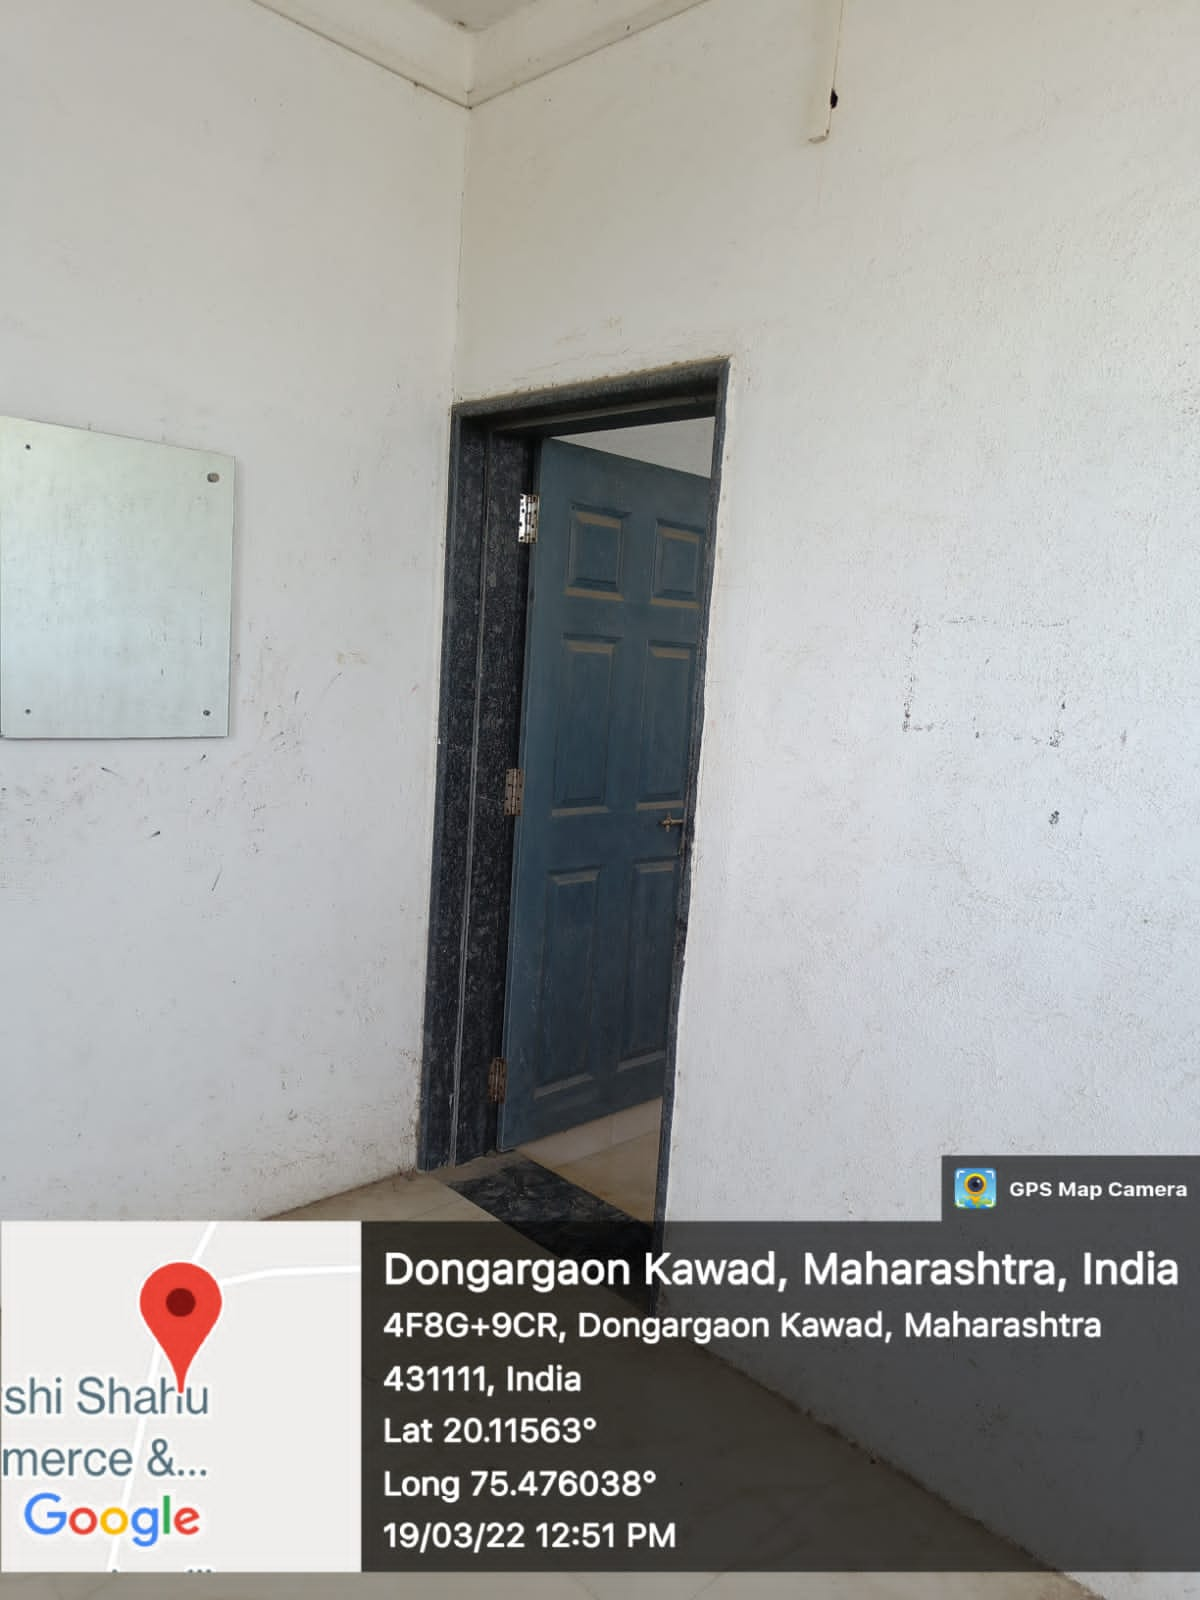 GPS Map Camera
Dongargaon Kawad, Maharashtra, India
4F8G+9CR, Dongargaon Kawad, Maharashtra
431111, India
Lat 20.11563°
Long 75.476038°
19/03/22 12:51 PM
shi Shahu
merce &...
Google